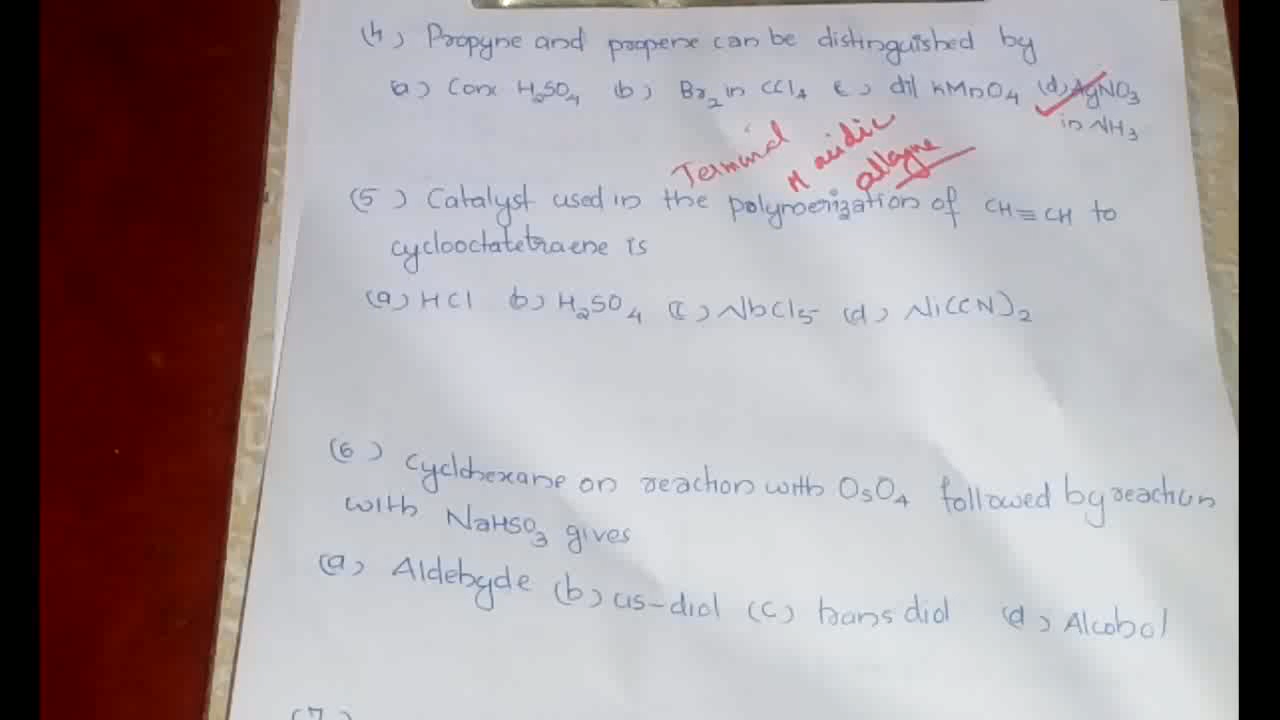 (4) Propyne and propene can be distinguished by
(a) Conc H2SO4 (b) Br2 in CCl4 c) dil KMnO4 (d) AgNO3
in NH3
Terminal H acidic alkyne
(5) Catalyst used in the polymerization of CH≡CH to
cyclooctatetraene is
(a) HCl b) H2SO4 (c) NbCl5 (d) Ni(CN)2
(6) Cyclohexane on reaction with OsO4 followed by reaction
with NaHSO3 gives
(a) Aldehyde (b) cis-diol (c) trans diol (d) Alcohol
(7)